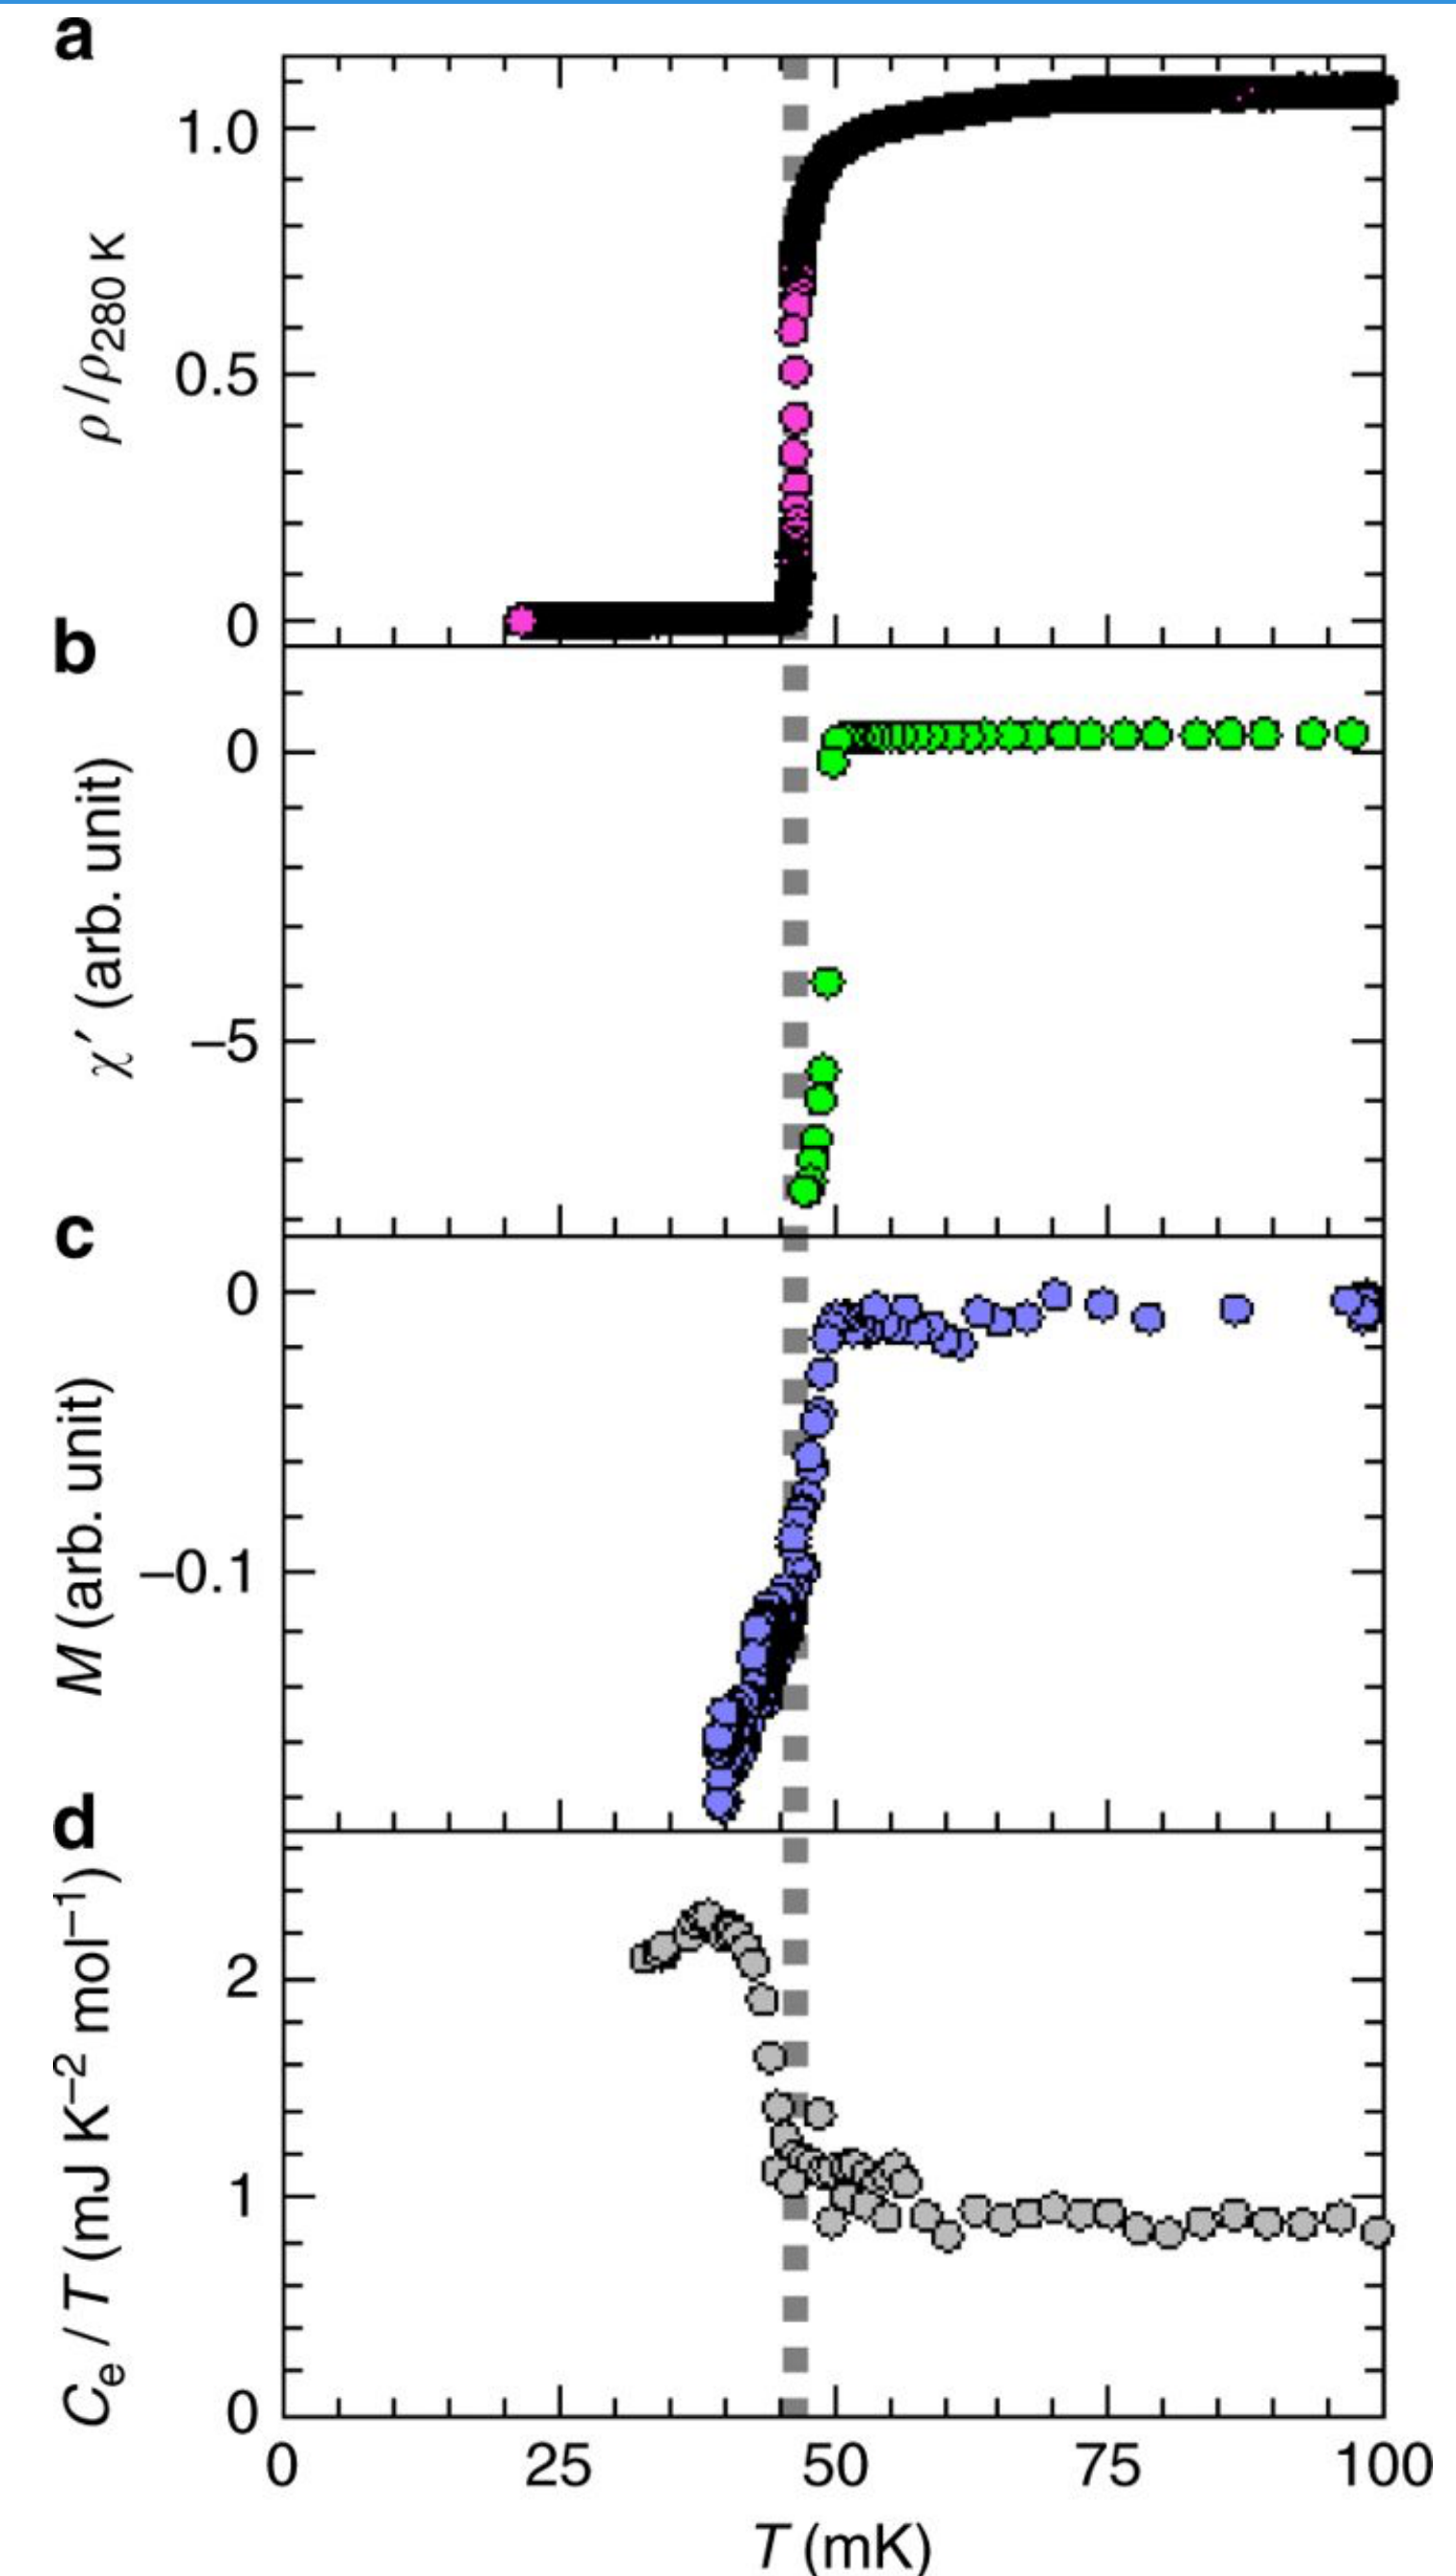 a
1.0
0.5
0
ρ/ρ280 K
b
0
–5
χ′ (arb. unit)
c
0
–0.1
M (arb. unit)
d
2
1
0
Ce / T (mJ K–2 mol–1)
0 25 50 75 100
T (mK)